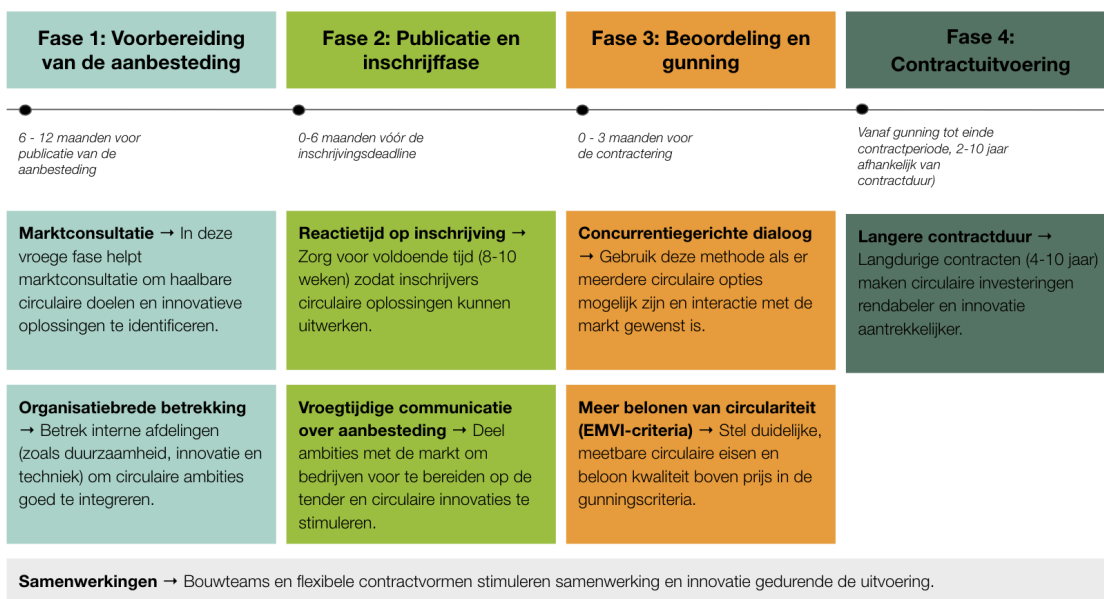 Fase 1: Voorbereiding
van de aanbesteding
Fase 2: Publicatie en
inschrijffase
Fase 3: Beoordeling en
gunning
Fase 4:
Contractuitvoering
6 - 12 maanden voor
publicatie van de
aanbesteding
0-6 maanden vóór de
inschrijvingsdeadline
0 - 3 maanden voor
de contractering
Vanaf gunning tot einde
contractperiode, 2-10 jaar
afhankelijk van
contractduur)
Marktconsultatie → In deze
vroege fase helpt
marktconsultatie om haalbare
circulaire doelen en innovatieve
oplossingen te identificeren.
Reactietijd op inschrijving →
Zorg voor voldoende tijd (8-10
weken) zodat inschrijvers
circulaire oplossingen kunnen
uitwerken.
Concurrentiegerichte dialoog
→ Gebruik deze methode als er
meerdere circulaire opties
mogelijk zijn en interactie met de
markt gewenst is.
Langere contractduur →
Langdurige contracten (4-10 jaar)
maken circulaire investeringen
rendabeler en innovatie
aantrekkelijker.
Organisatiebrede betrekking
→ Betrek interne afdelingen
(zoals duurzaamheid, innovatie en
techniek) om circulaire ambities
goed te integreren.
Vroegtijdige communicatie
over aanbesteding → Deel
ambities met de markt om
bedrijven voor te bereiden op de
tender en circulaire innovaties te
stimuleren.
Meer belonen van circulariteit
(EMVI-criteria) → Stel duidelijke,
meetbare circulaire eisen en
beloon kwaliteit boven prijs in de
gunningscriteria.
Samenwerkingen → Bouwteams en flexibele contractvormen stimuleren samenwerking en innovatie gedurende de uitvoering.